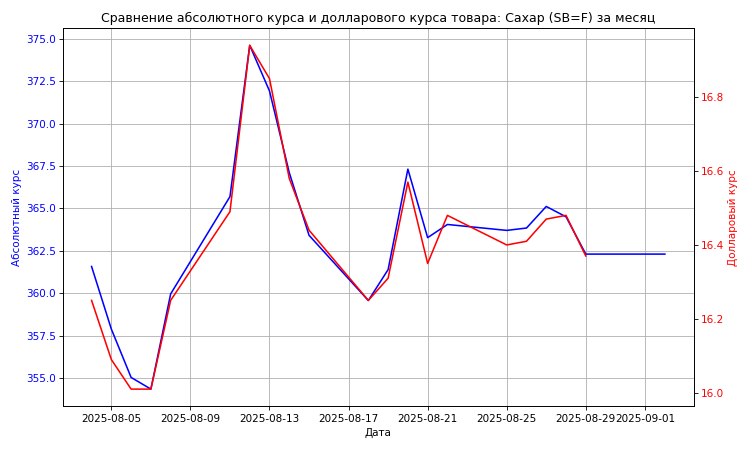 Сравнение абсолютного курса и долларового курса товара: Сахар (SB=F) за месяц
375.0
372.5
370.0
367.5
365.0
362.5
360.0
357.5
355.0
Абсолютный курс
16.8
16.6
16.4
16.2
16.0
Долларовый курс
2025-08-05 2025-08-09 2025-08-13 2025-08-17 2025-08-21 2025-08-25 2025-08-29 2025-09-01
Дата